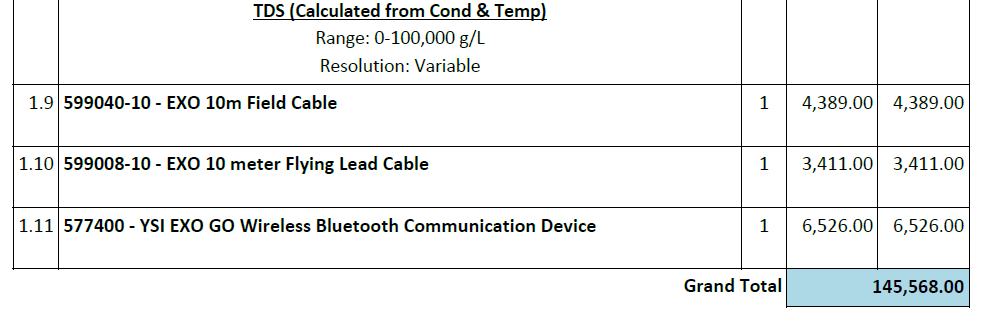 TDS (Calculated from Cond & Temp)
Range: 0-100,000 g/L
Resolution: Variable
1.9 599040-10 - EXO 10m Field Cable 1 4,389.00 4,389.00
1.10 599008-10 - EXO 10 meter Flying Lead Cable 1 3,411.00 3,411.00
1.11 577400 - YSI EXO GO Wireless Bluetooth Communication Device 1 6,526.00 6,526.00
Grand Total 145,568.00